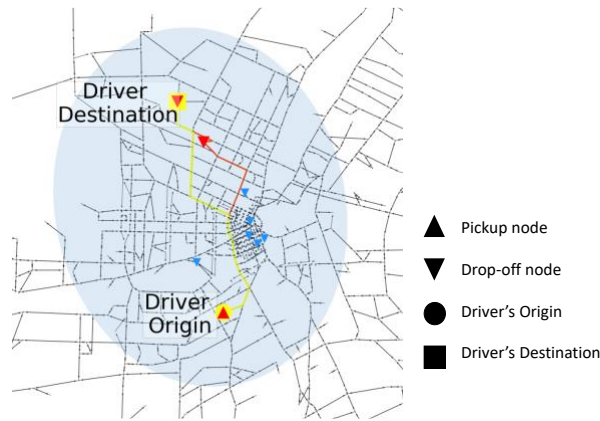 Driver
Destination
Driver
Origin
Pickup node
Drop-off node
Driver's Origin
Driver's Destination